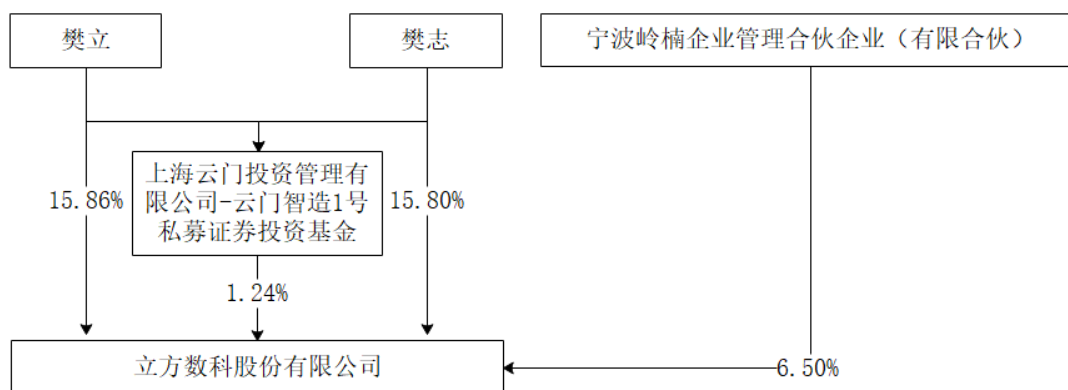 樊立
樊志
宁波岭楠企业管理合伙企业（有限合伙）
上海云门投资管理有
限公司-云门智造1号
私募证券投资基金
15.86%
15.80%
1.24%
立方数科股份有限公司
6.50%